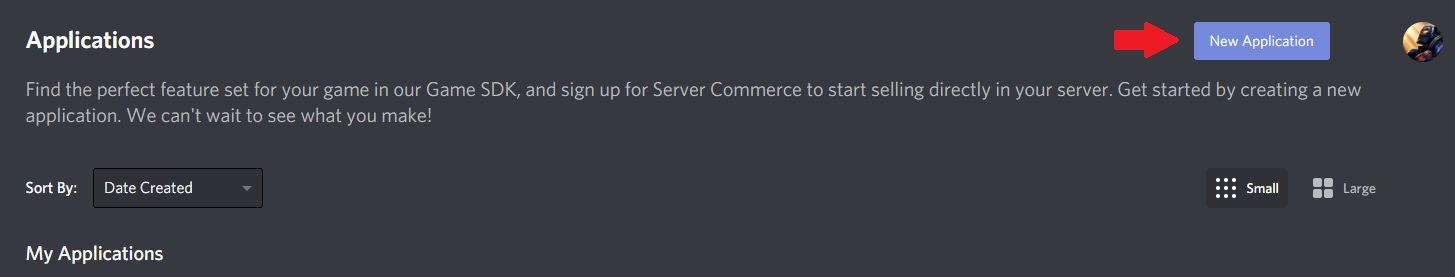 Applications
New Application
Find the perfect feature set for your game in our Game SDK, and sign up for Server Commerce to start selling directly in your server. Get started by creating a new
application. We can't wait to see what you make!
Sort By:
Date Created
Small
Large
My Applications